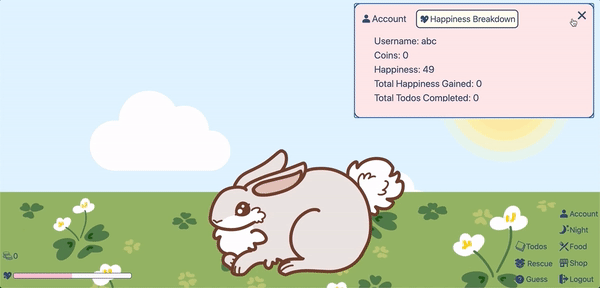 Account Happiness Breakdown
Username: abc
Coins: 0
Happiness: 49
Total Happiness Gained: 0
Total Todos Completed: 0
Account
Night
Todos Food
Rescue Shop
Guess Logout
0